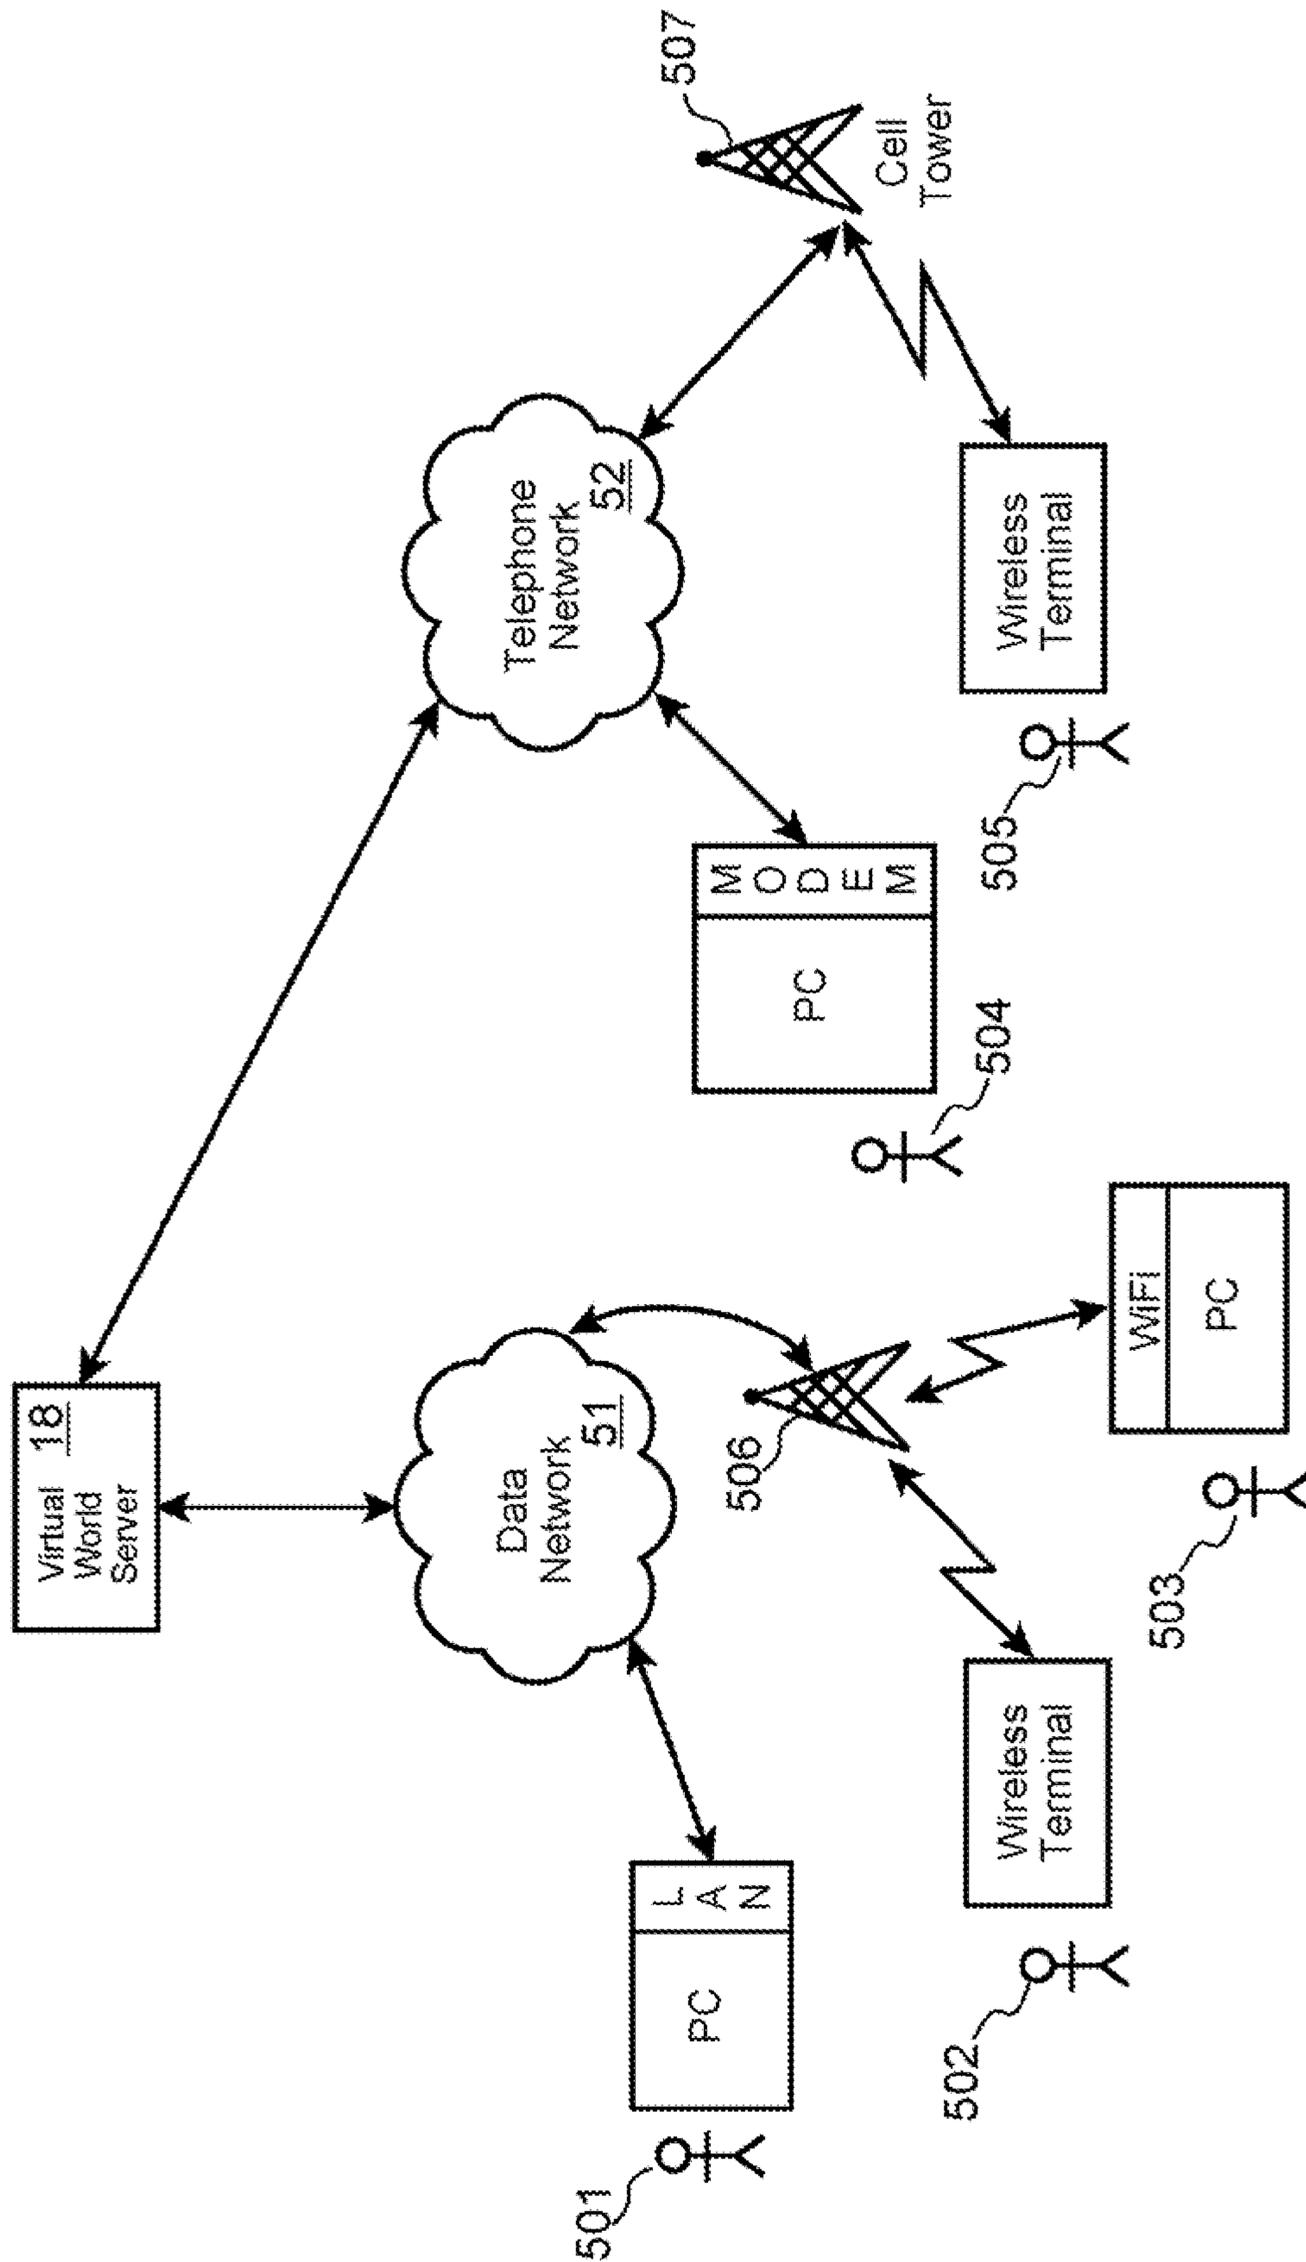 Virtual
World
Server
18
Data
Network
51
Telephone
Network
52
507
Cell
Tower
506
PC
L
A
N
501
Wireless
Terminal
502
WiFi
PC
503
PC
M
O
D
E
M
504
Wireless
Terminal
505